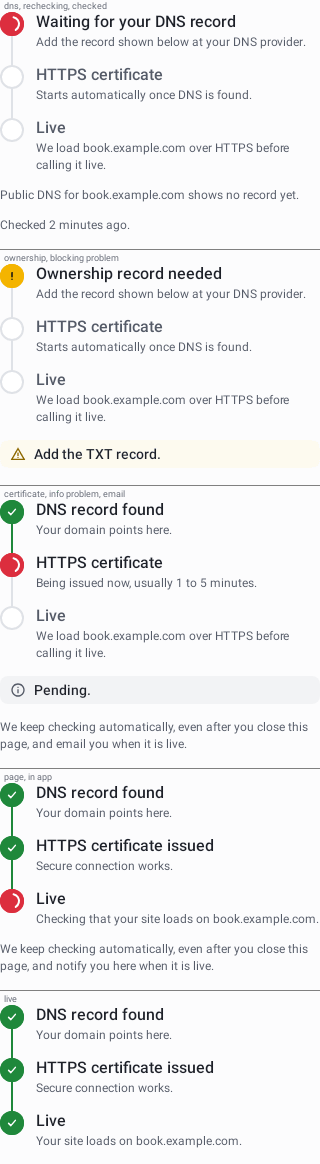 dns, rechecking, checked
Waiting for your DNS record
Add the record shown below at your DNS provider.
HTTPS certificate
Starts automatically once DNS is found.
Live
We load book.example.com over HTTPS before
calling it live.
Public DNS for book.example.com shows no record yet.
Checked 2 minutes ago.
ownership, blocking problem
Ownership record needed
Add the record shown below at your DNS provider.
HTTPS certificate
Starts automatically once DNS is found.
Live
We load book.example.com over HTTPS before
calling it live.
Add the TXT record.
certificate, info problem, email
DNS record found
Your domain points here.
HTTPS certificate
Being issued now, usually 1 to 5 minutes.
Live
We load book.example.com over HTTPS before
calling it live.
Pending.
We keep checking automatically, even after you close this
page, and email you when it is live.
page, in app
DNS record found
Your domain points here.
HTTPS certificate issued
Secure connection works.
Live
Checking that your site loads on book.example.com.
We keep checking automatically, even after you close this
page, and notify you here when it is live.
live
DNS record found
Your domain points here.
HTTPS certificate issued
Secure connection works.
Live
Your site loads on book.example.com.